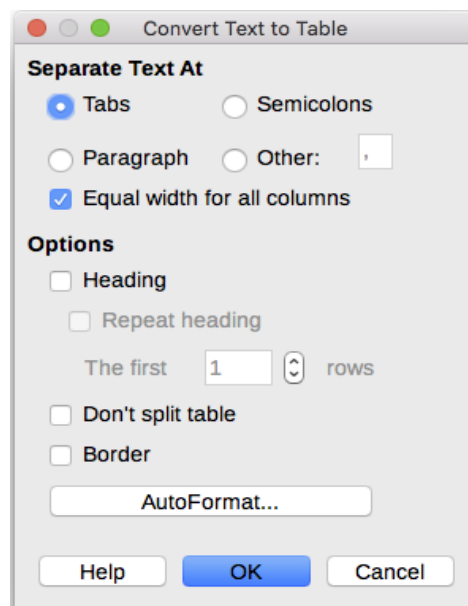 Convert Text to Table
Separate Text At
Tabs Semicolons
Paragraph Other: ,
Equal width for all columns
Options
Heading
Repeat heading
The first 1 rows
Don't split table
Border
AutoFormat...
Help OK Cancel